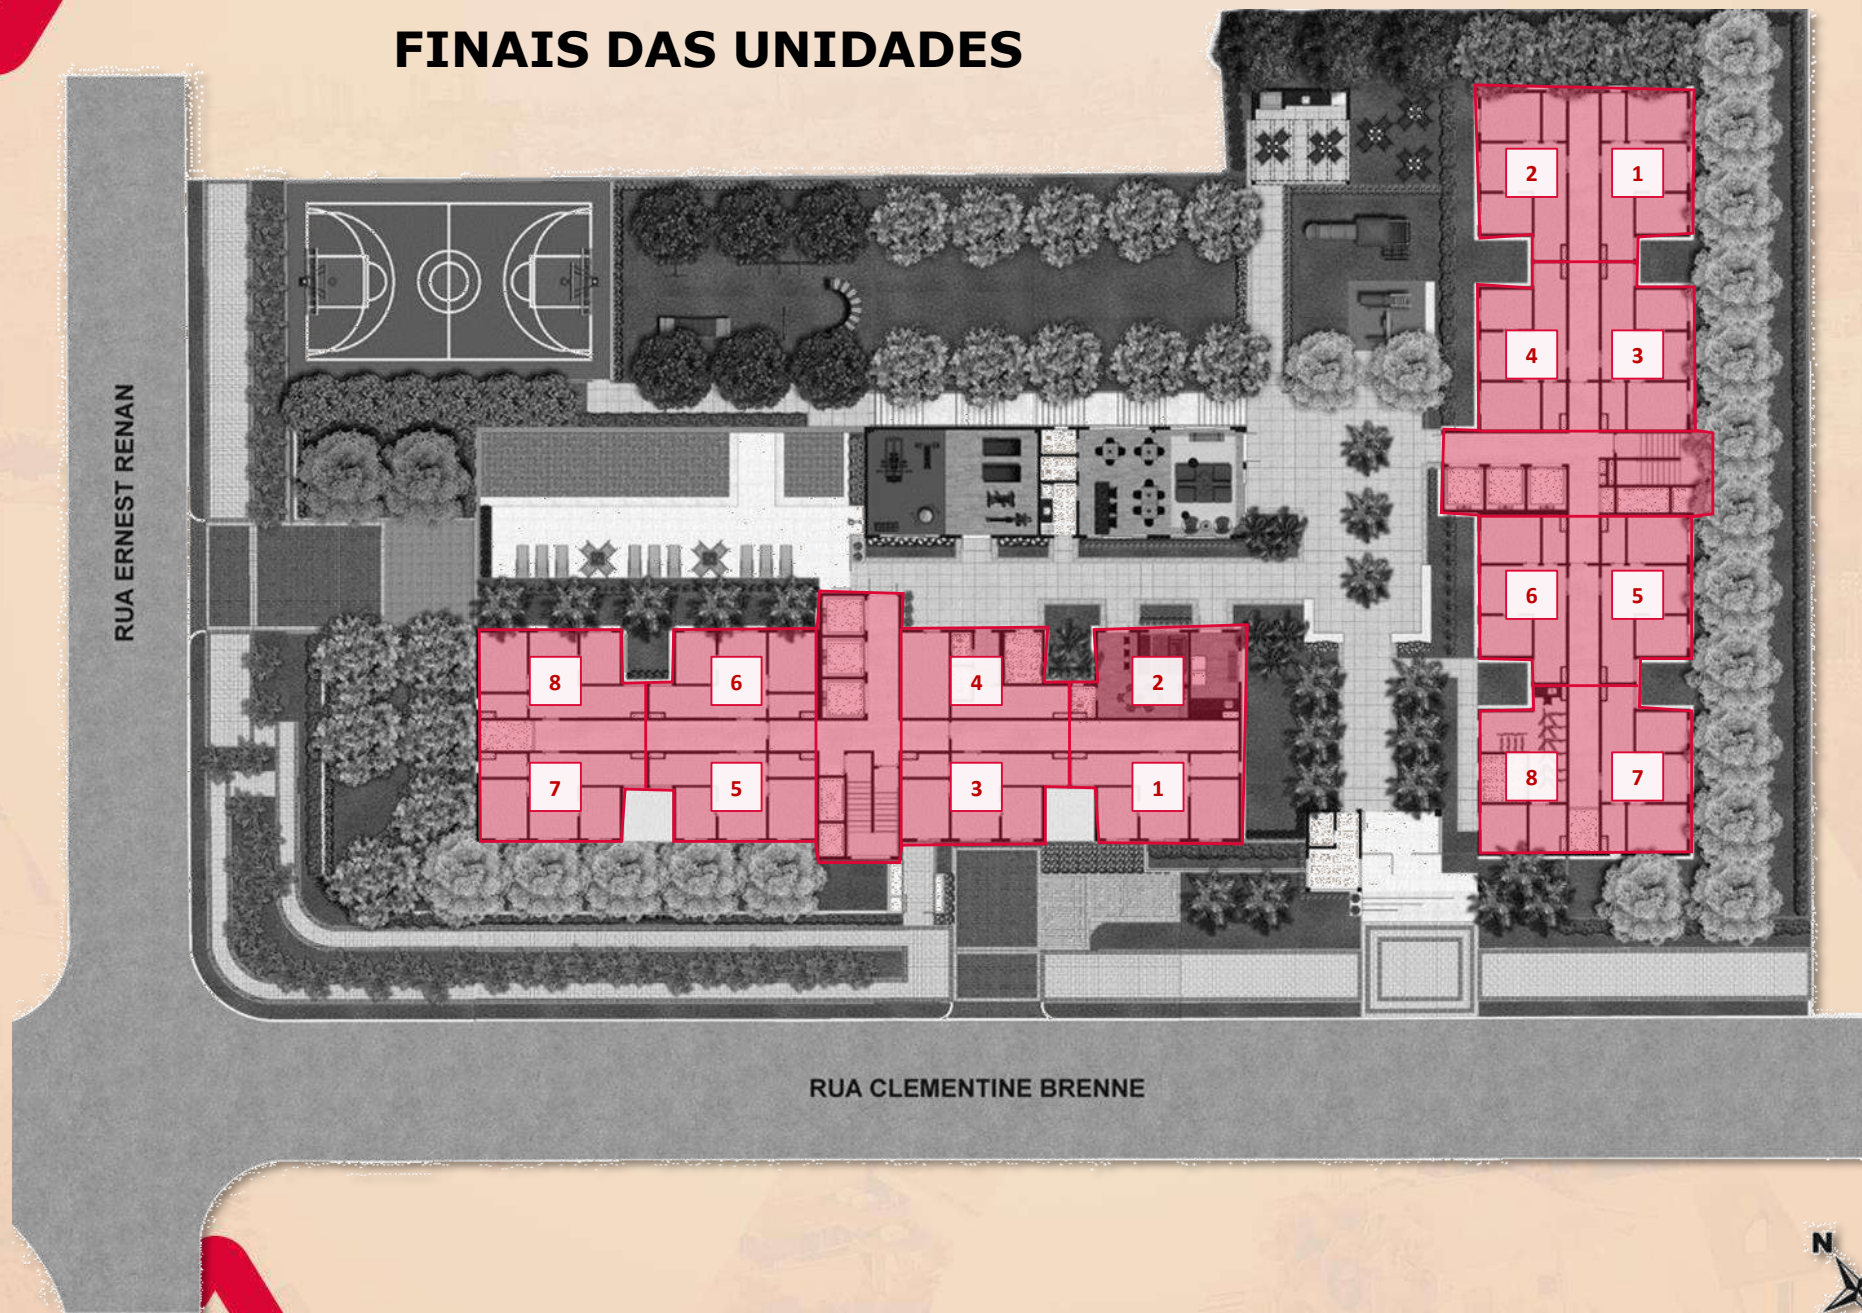 FINAIS DAS UNIDADES
2 1
4 3
6 5
8 7
8 6 4 2
7 5 3 1
RUA ERNEST RENAN
RUA CLEMENTINE BRENNE
N